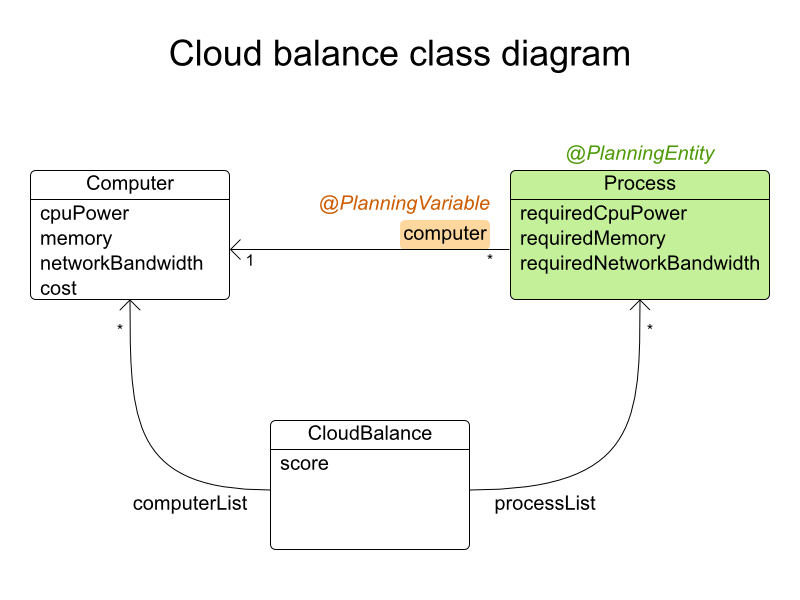 Cloud balance class diagram
@PlanningEntity
Computer
cpuPower
memory
networkBandwidth
cost
@PlanningVariable
computer
1
*
Process
requiredCpuPower
requiredMemory
requiredNetworkBandwidth
*
*
CloudBalance
score
computerList
processList